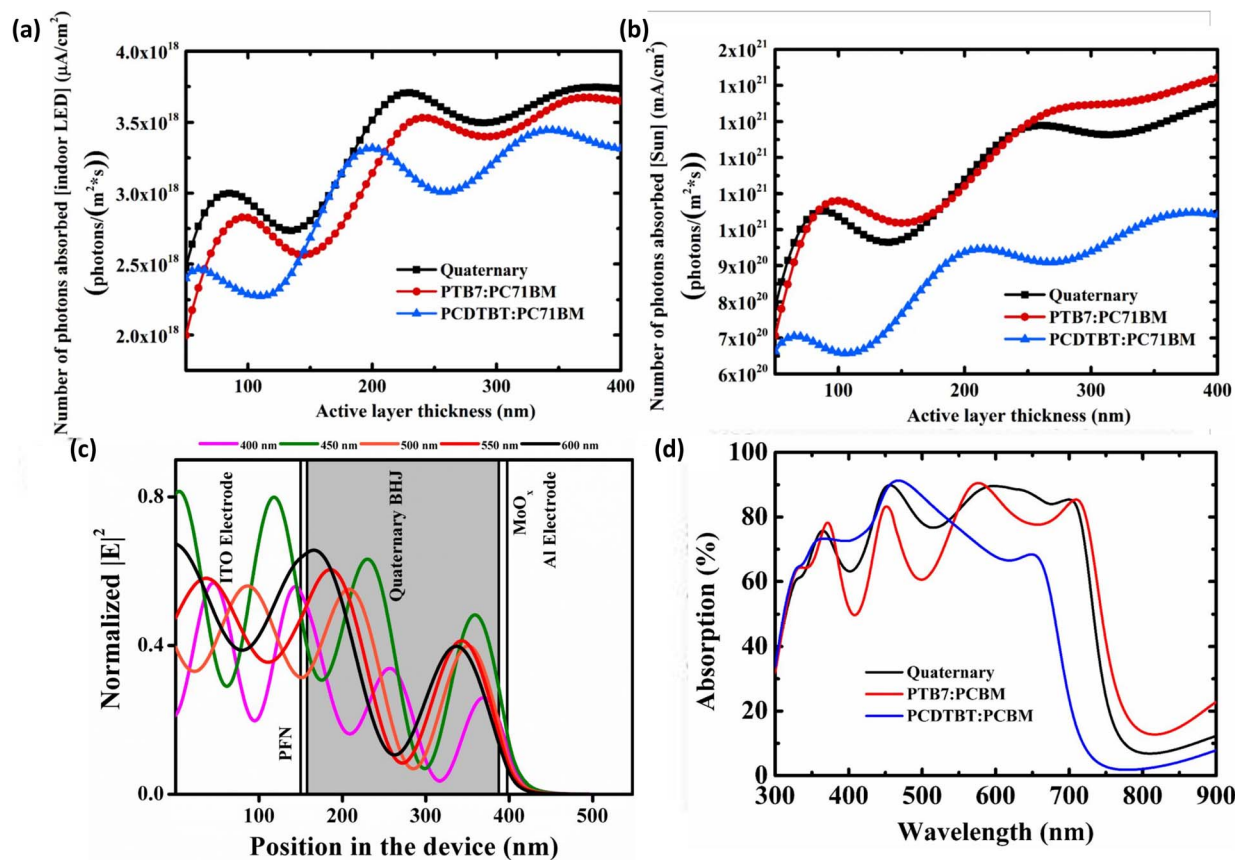 (a)
Number of photons absorbed [indoor LED] (μA/cm²)
(photons/(m²*s))
4.0x10¹⁸
3.5x10¹⁸
3.0x10¹⁸
2.5x10¹⁸
2.0x10¹⁸
Quaternary
PTB7:PC71BM
PCDTBT:PC71BM
100 200 300 400
Active layer thickness (nm)
(b)
Number of photons absorbed [Sun] (mA/cm²)
(photons/(m²*s))
2x10²¹
1x10²¹
1x10²¹
1x10²¹
1x10²¹
1x10²¹
9x10²⁰
8x10²⁰
7x10²⁰
6x10²⁰
Quaternary
PTB7:PC71BM
PCDTBT:PC71BM
100 200 300 400
Active layer thickness (nm)
(c)
400 nm 450 nm 500 nm 550 nm 600 nm
Normalized |E|²
0.8
0.4
0.0
ITO Electrode
PFN
Quaternary BHJ
MoOₓ
Al Electrode
0 100 200 300 400 500
Position in the device (nm)
(d)
Absorption (%)
100
90
80
70
60
50
40
30
20
10
0
Quaternary
PTB7:PCBM
PCDTBT:PCBM
300 400 500 600 700 800 900
Wavelength (nm)